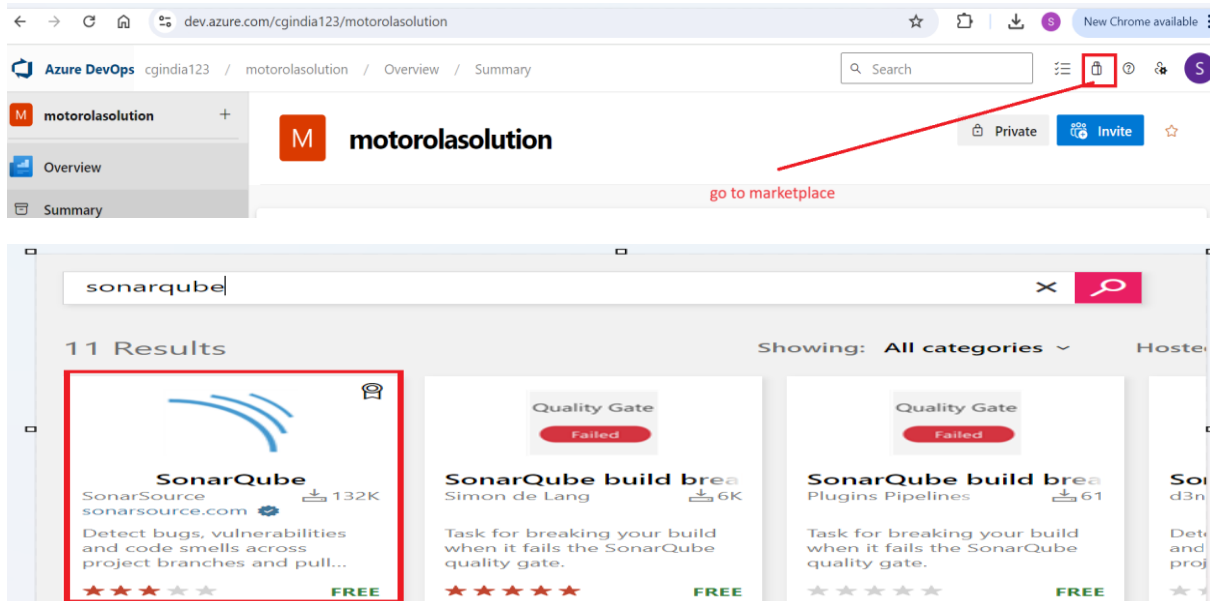 dev.azure.com/cgindia123/motorolasolution
S
New Chrome available
Azure DevOps cgindia123 / motorolasolution / Overview / Summary
Search
S
M motorolasolution +
M motorolasolution
Private
Invite
Overview
Summary
go to marketplace
sonarqube
11 Results
Showing: All categories
SonarQube
SonarSource 132K
sonarsource.com
Detect bugs, vulnerabilities
and code smells across
project branches and pull...
FREE
Quality Gate
Failed
SonarQube build brea
Simon de Lang 6K
Task for breaking your build
when it fails the SonarQube
quality gate.
FREE
Quality Gate
Failed
SonarQube build brea
Plugins Pipelines 61
Task for breaking your build
when it fails the SonarQube
quality gate.
FREE
d3n
and